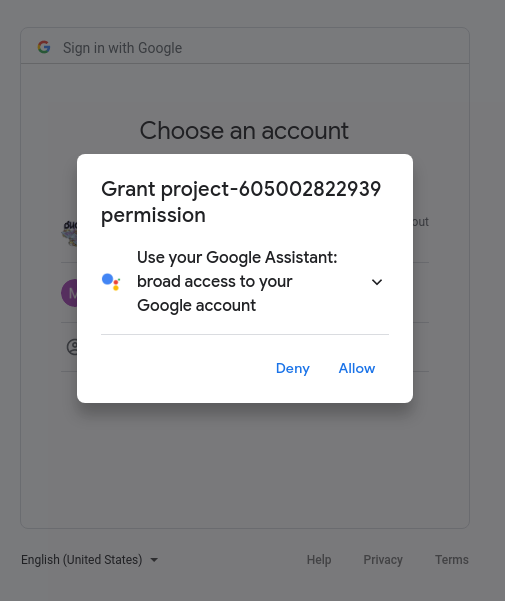 Sign in with Google
Choose an account
Grant project-605002822939
permission
out
Use your Google Assistant:
broad access to your
Google account
M
Deny Allow
English (United States) Help Privacy Terms